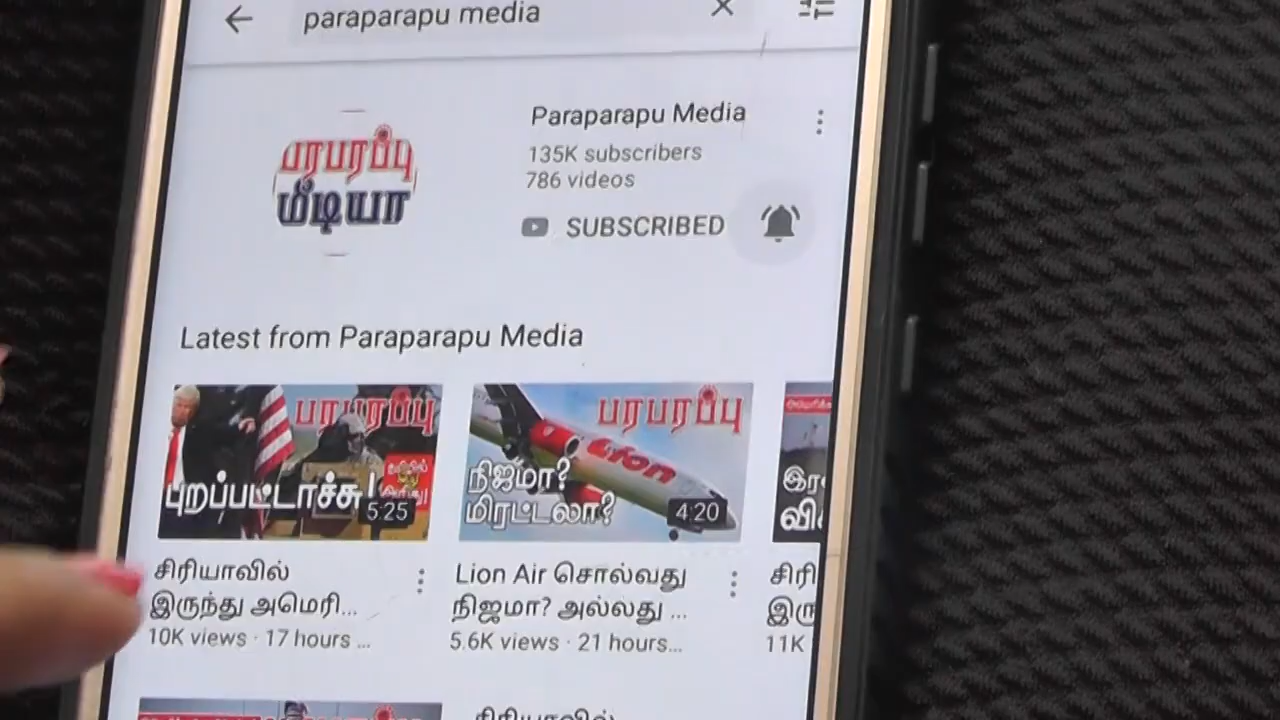 paraparapu media
பரபரப்பு
மீடியா
Paraparapu Media
135K subscribers
786 videos
SUBSCRIBED
Latest from Paraparapu Media
பரபரப்பு
புறப்பட்டாச்சு!
5:25
பரபரப்பு
Lion
நிஜமா?
மிரட்டலா?
4:20
சிரியாவில்
இருந்து அமெரி...
10K views · 17 hours ...
Lion Air சொல்வது
நிஜமா? அல்லது ...
5.6K views · 21 hours...
சிரி
இரு
11K
சிரியாவில்